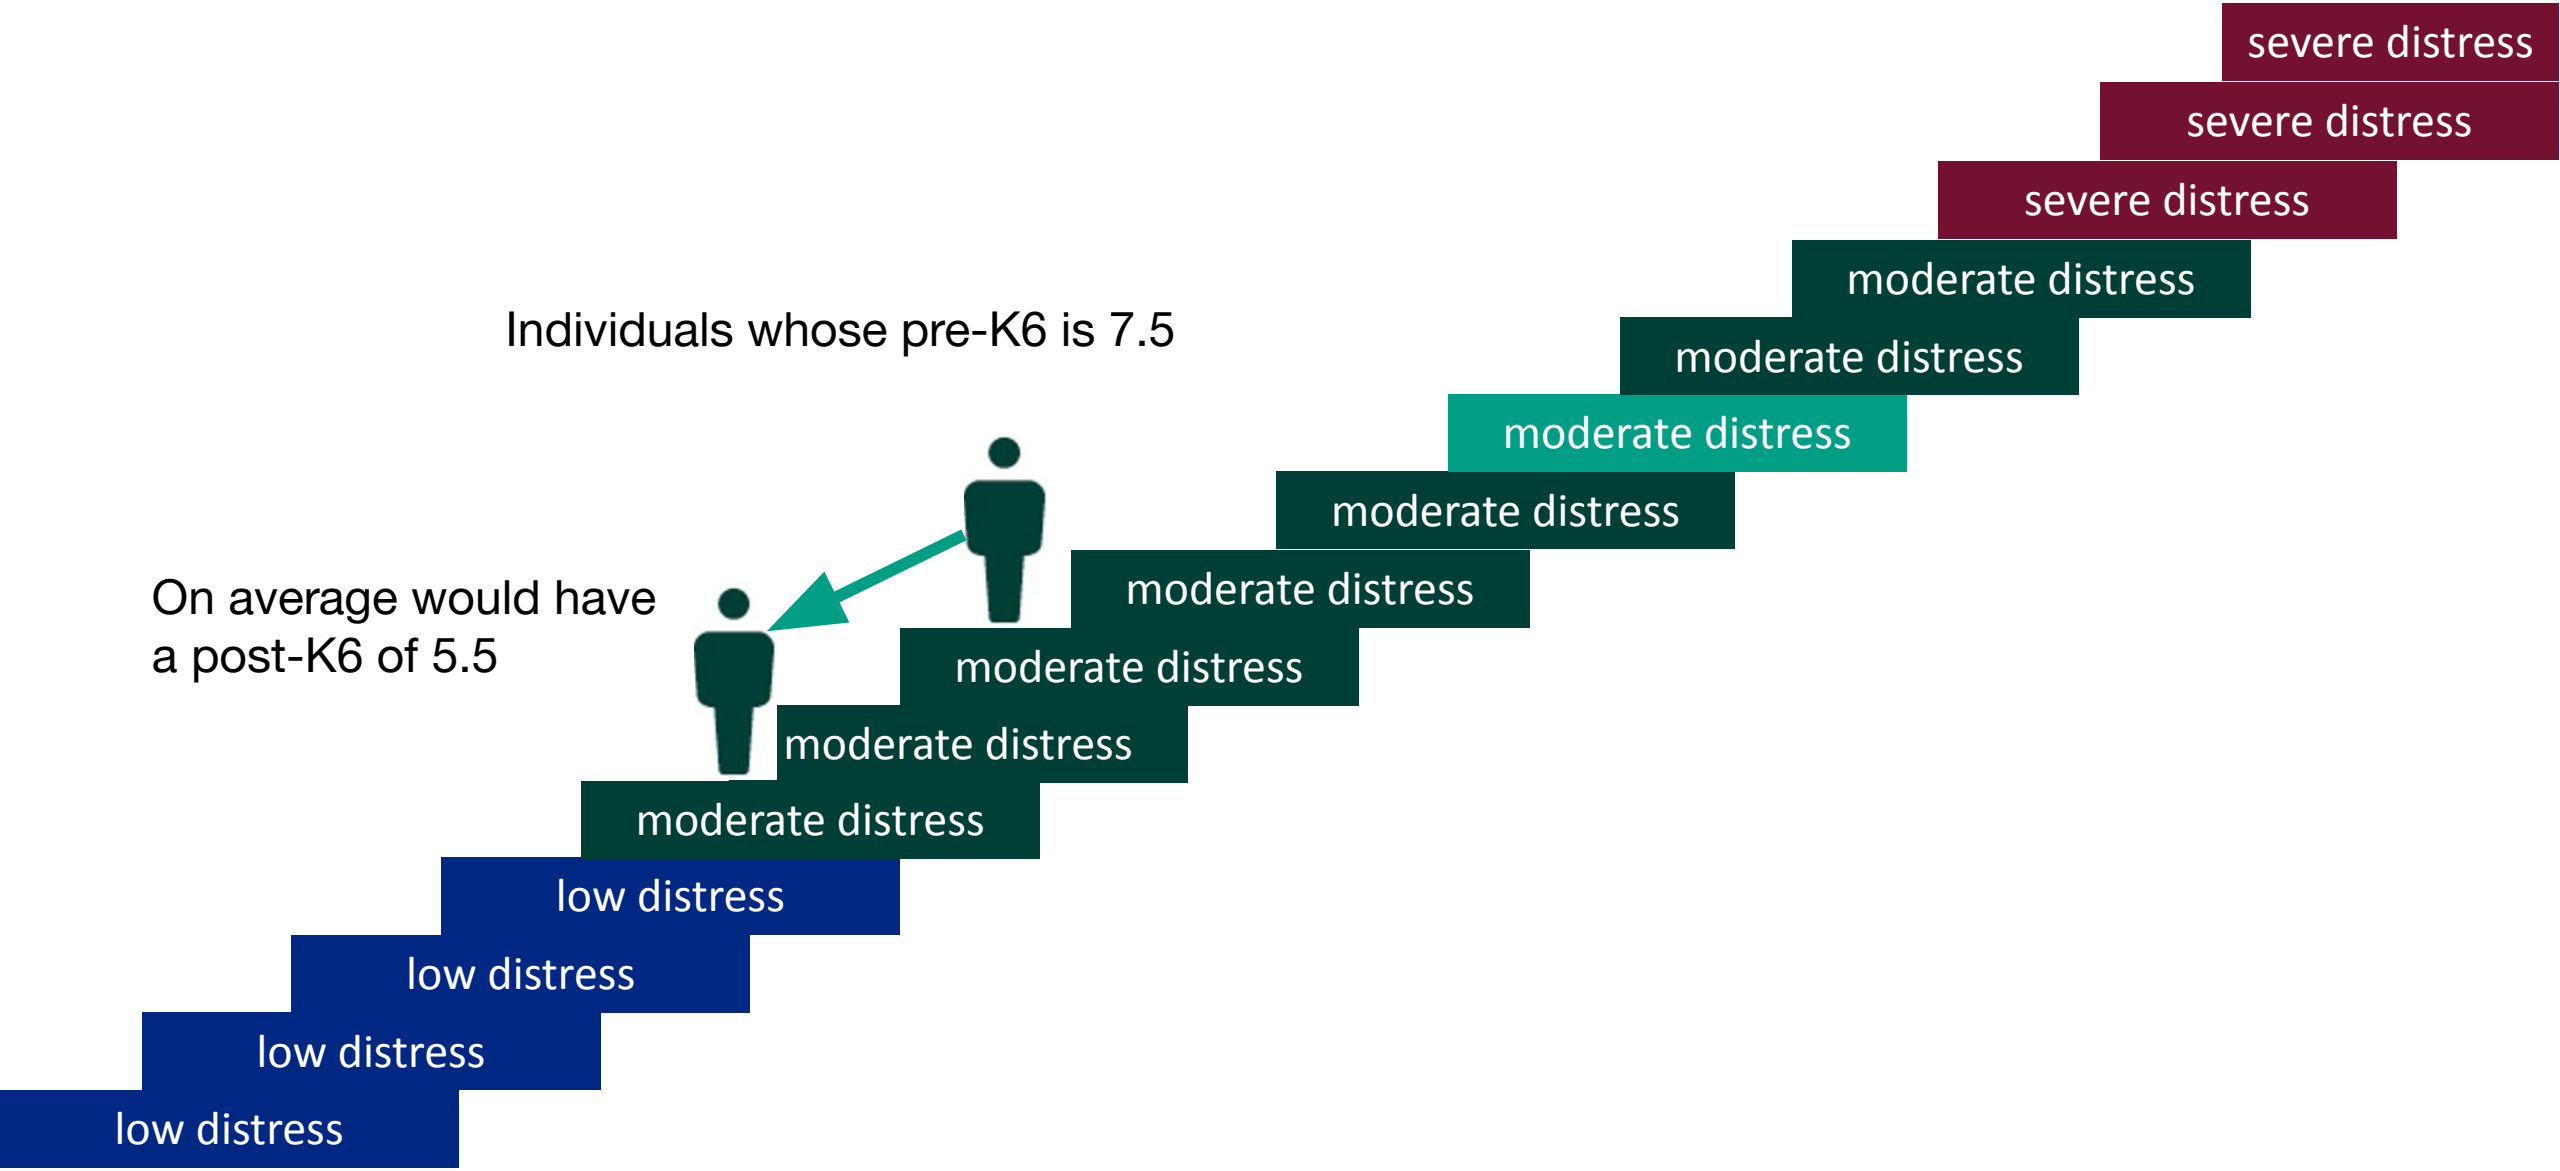 severe distress
severe distress
severe distress
moderate distress
Individuals whose pre-K6 is 7.5
moderate distress
moderate distress
moderate distress
On average would have
a post-K6 of 5.5
moderate distress
moderate distress
moderate distress
moderate distress
low distress
low distress
low distress
low distress